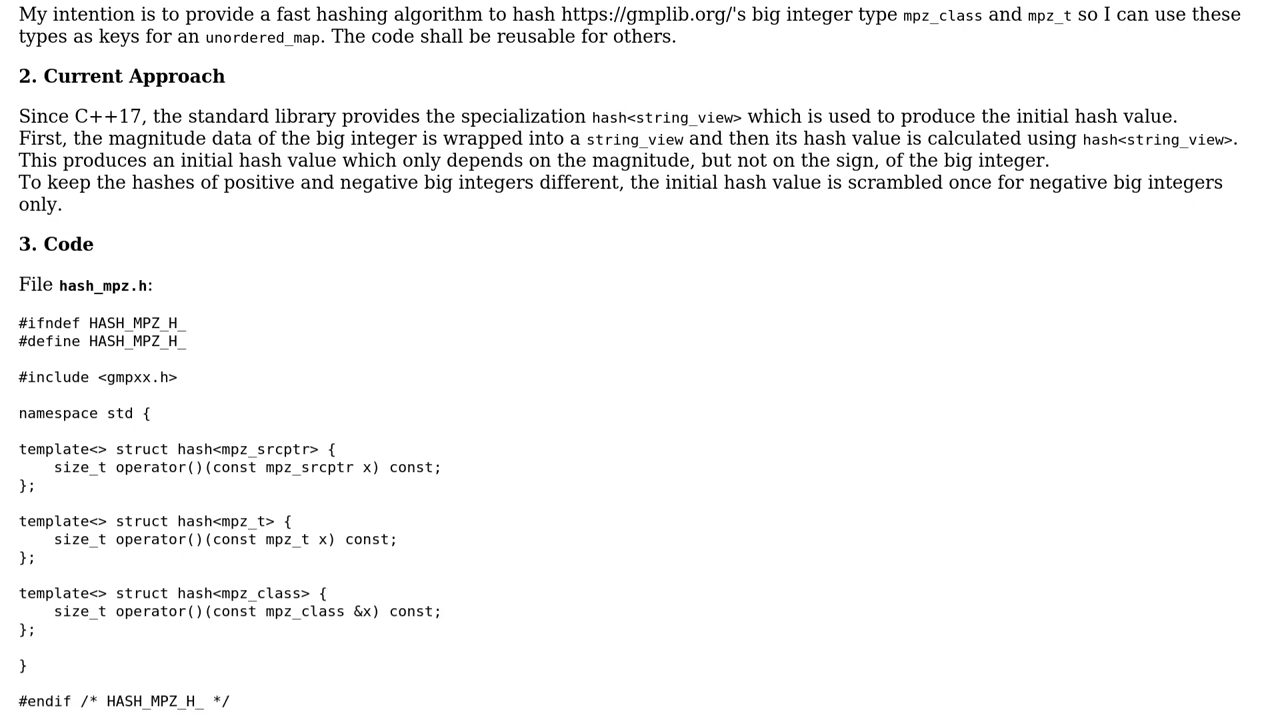 My intention is to provide a fast hashing algorithm to hash https://gmplib.org/'s big integer type mpz_class and mpz_t so I can use these
types as keys for an unordered_map. The code shall be reusable for others.
2. Current Approach
Since C++17, the standard library provides the specialization hash<string_view> which is used to produce the initial hash value.
First, the magnitude data of the big integer is wrapped into a string_view and then its hash value is calculated using hash<string_view>.
This produces an initial hash value which only depends on the magnitude, but not on the sign, of the big integer.
To keep the hashes of positive and negative big integers different, the initial hash value is scrambled once for negative big integers
only.
3. Code
File hash_mpz.h:
#ifndef HASH_MPZ_H_
#define HASH_MPZ_H_
#include <gmpxx.h>
namespace std {
template<> struct hash<mpz_srcptr> {
    size_t operator()(const mpz_srcptr x) const;
};
template<> struct hash<mpz_t> {
    size_t operator()(const mpz_t x) const;
};
template<> struct hash<mpz_class> {
    size_t operator()(const mpz_class &x) const;
};
}
#endif /* HASH_MPZ_H_ */